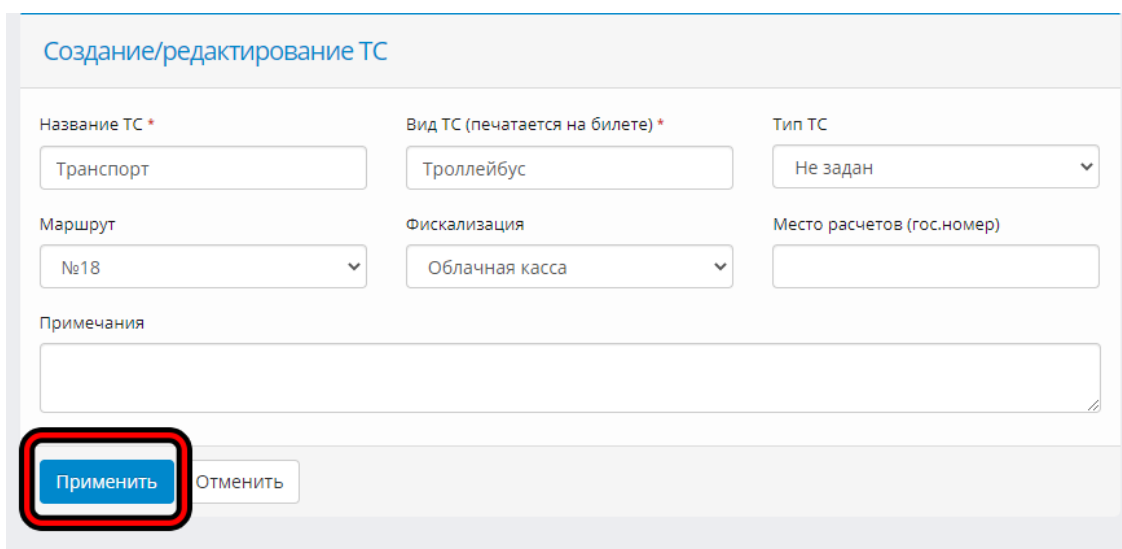 Создание/редактирование ТС
Название ТС * Вид ТС (печатается на билете) * Тип ТС
Транспорт Троллейбус Не задан
Маршрут Фискализация Место расчетов (гос.номер)
№18 Облачная касса
Примечания
Применить Отменить